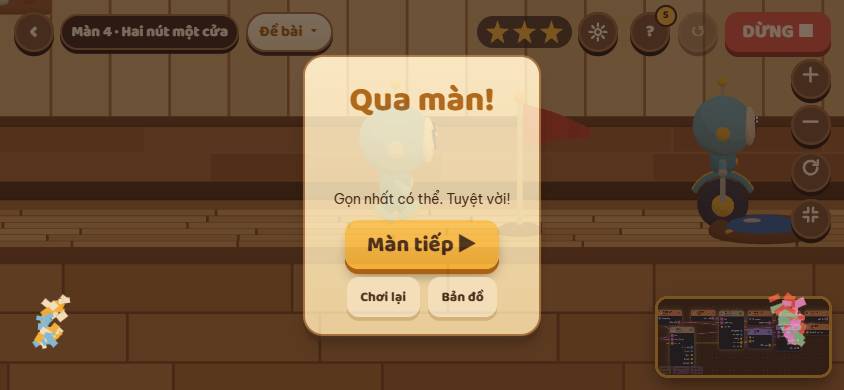 Màn 4 · Hai nút một cửa
Đề bài
5
?
DỪNG
Qua màn!
Gọn nhất có thể. Tuyệt vời!
Màn tiếp
Chơi lại
Bản đồ